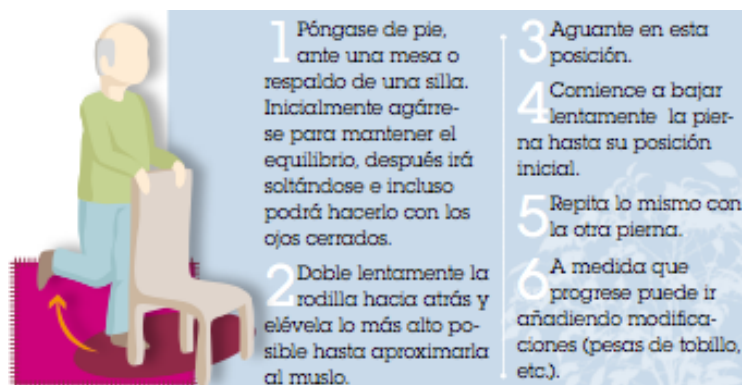 1 Póngase de pie,
ante una mesa o
respaldo de una silla.
Inicialmente agárre-
se para mantener el
equilibrio, después irá
soltándose e incluso
podrá hacerlo con los
ojos cerrados.
2 Doble lentamente la
rodilla hacia atrás y
elévela lo más alto po-
sible hasta aproximarla
al muslo.
3 Aguante en esta
posición.
4 Comience a bajar
lentamente la pier-
na hasta su posición
inicial.
5 Repita lo mismo con
la otra pierna.
6 A medida que
progrese puede ir
añadiendo modifica-
ciones (pesas de tobillo,
etc.).